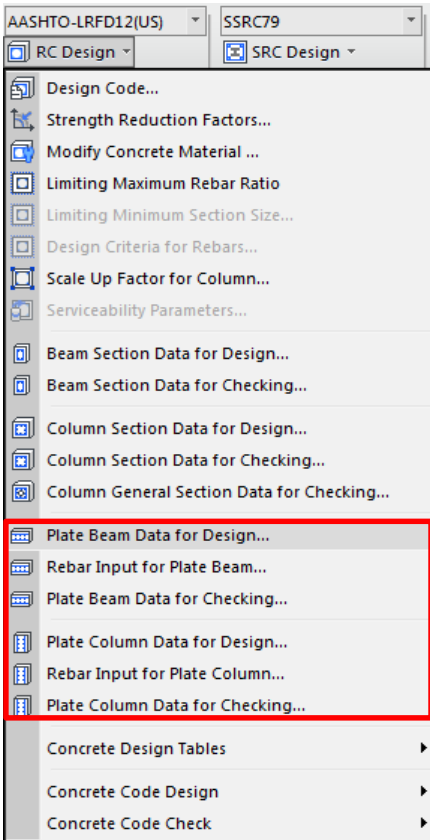 AASHTO-LRFD12(US) SSRC79
RC Design SRC Design
Design Code...
Strength Reduction Factors...
Modify Concrete Material ...
Limiting Maximum Rebar Ratio
Limiting Minimum Section Size...
Design Criteria for Rebars...
Scale Up Factor for Column...
Serviceability Parameters...
Beam Section Data for Design...
Beam Section Data for Checking...
Column Section Data for Design...
Column Section Data for Checking...
Column General Section Data for Checking...
Plate Beam Data for Design...
Rebar Input for Plate Beam...
Plate Beam Data for Checking...
Plate Column Data for Design...
Rebar Input for Plate Column...
Plate Column Data for Checking...
Concrete Design Tables
Concrete Code Design
Concrete Code Check